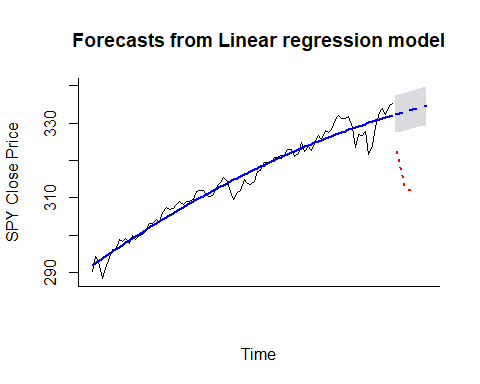 Forecasts from Linear regression model
330
310
290
SPY Close Price
Time